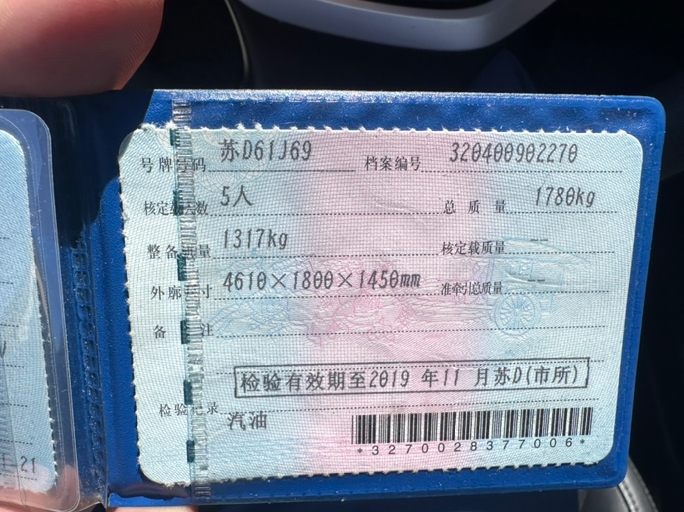 号牌号码 苏D61J69 档案编号 320400902270
核定载人数 5人 总质量 1780kg
整备质量 1317kg 核定载质量 --
外廓尺寸 4610×1800×1450mm 准牵引总质量 --
备注
检验有效期至2019 年11 月苏D(市所)
检验记录
汽油
*3270028377006*
-21